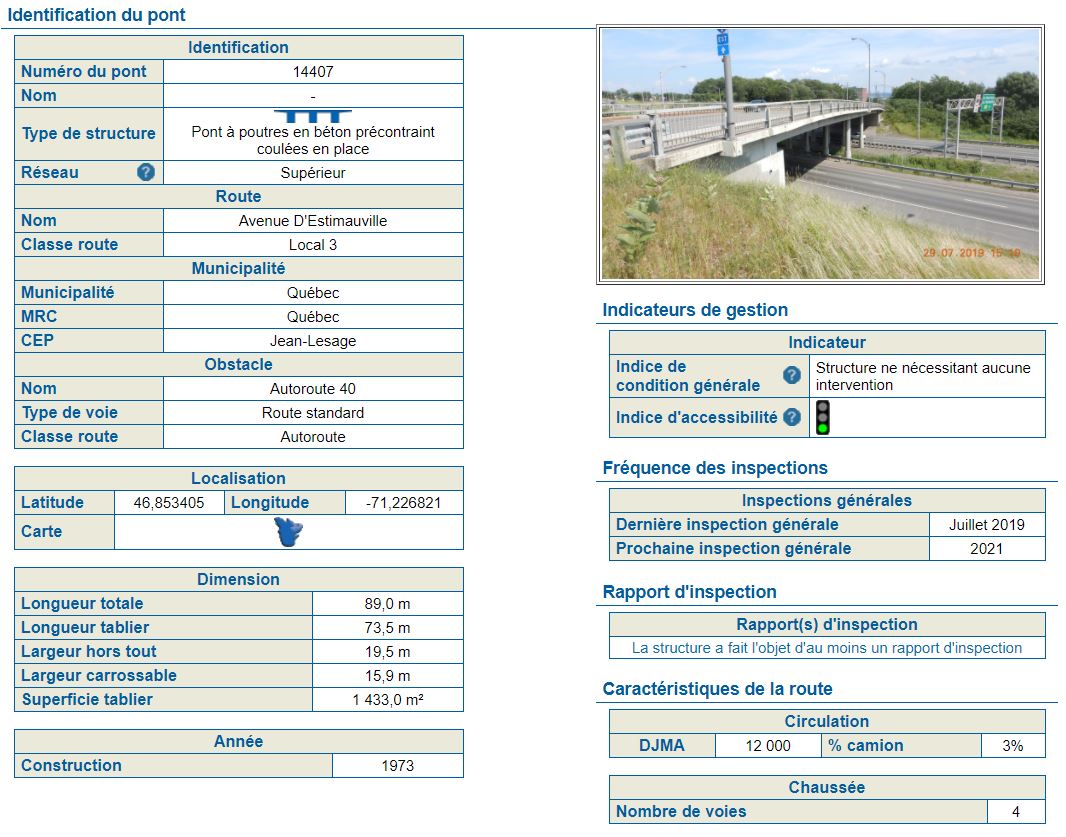 Identification du pont
Identification
Numéro du pont 14407
Nom -
Type de structure Pont à poutres en béton précontraint
coulées en place
Réseau ? Supérieur
Route
Nom Avenue D'Estimauville
Classe route Local 3
Municipalité
Municipalité Québec
MRC Québec
CEP Jean-Lesage
Obstacle
Nom Autoroute 40
Type de voie Route standard
Classe route Autoroute
Localisation
Latitude 46,853405 Longitude -71,226821
Carte
Dimension
Longueur totale 89,0 m
Longueur tablier 73,5 m
Largeur hors tout 19,5 m
Largeur carrossable 15,9 m
Superficie tablier 1 433,0 m²
Année
Construction 1973
29.07.2019
Indicateurs de gestion
Indicateur
Indice de
condition générale ? Structure ne nécessitant aucune
intervention
Indice d'accessibilité ?
Fréquence des inspections
Inspections générales
Dernière inspection générale Juillet 2019
Prochaine inspection générale 2021
Rapport d'inspection
Rapport(s) d'inspection
La structure a fait l'objet d'au moins un rapport d'inspection
Caractéristiques de la route
Circulation
DJMA 12 000 % camion 3%
Chaussée
Nombre de voies 4